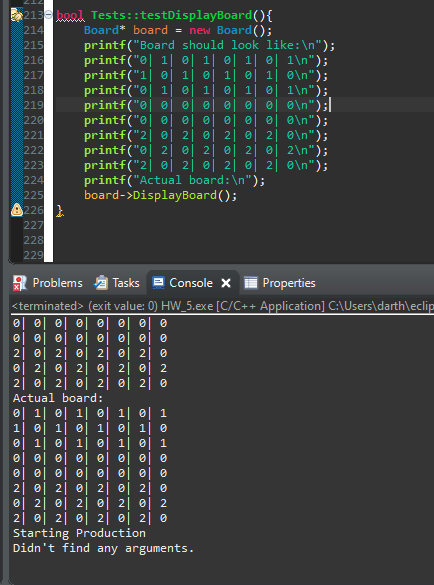 212
213 bool Tests::testDisplayBoard(){
214 Board* board = new Board();
215 printf("Board should look like:\n");
216 printf("0| 1| 0| 1| 0| 1| 0| 1\n");
217 printf("1| 0| 1| 0| 1| 0| 1| 0\n");
218 printf("0| 1| 0| 1| 0| 1| 0| 1\n");
219 printf("0| 0| 0| 0| 0| 0| 0| 0\n");
220 printf("0| 0| 0| 0| 0| 0| 0| 0\n");
221 printf("2| 0| 2| 0| 2| 0| 2| 0\n");
222 printf("0| 2| 0| 2| 0| 2| 0| 2\n");
223 printf("2| 0| 2| 0| 2| 0| 2| 0\n");
224 printf("Actual board:\n");
225 board->DisplayBoard();
226 }
227
228
229
Problems Tasks Console Properties
<terminated> (exit value: 0) HW_5.exe [C/C++ Application] C:\Users\darth\eclip
0| 0| 0| 0| 0| 0| 0| 0
0| 0| 0| 0| 0| 0| 0| 0
2| 0| 2| 0| 2| 0| 2| 0
0| 2| 0| 2| 0| 2| 0| 2
2| 0| 2| 0| 2| 0| 2| 0
Actual board:
0| 1| 0| 1| 0| 1| 0| 1
1| 0| 1| 0| 1| 0| 1| 0
0| 1| 0| 1| 0| 1| 0| 1
0| 0| 0| 0| 0| 0| 0| 0
0| 0| 0| 0| 0| 0| 0| 0
2| 0| 2| 0| 2| 0| 2| 0
0| 2| 0| 2| 0| 2| 0| 2
2| 0| 2| 0| 2| 0| 2| 0
Starting Production
Didn't find any arguments.